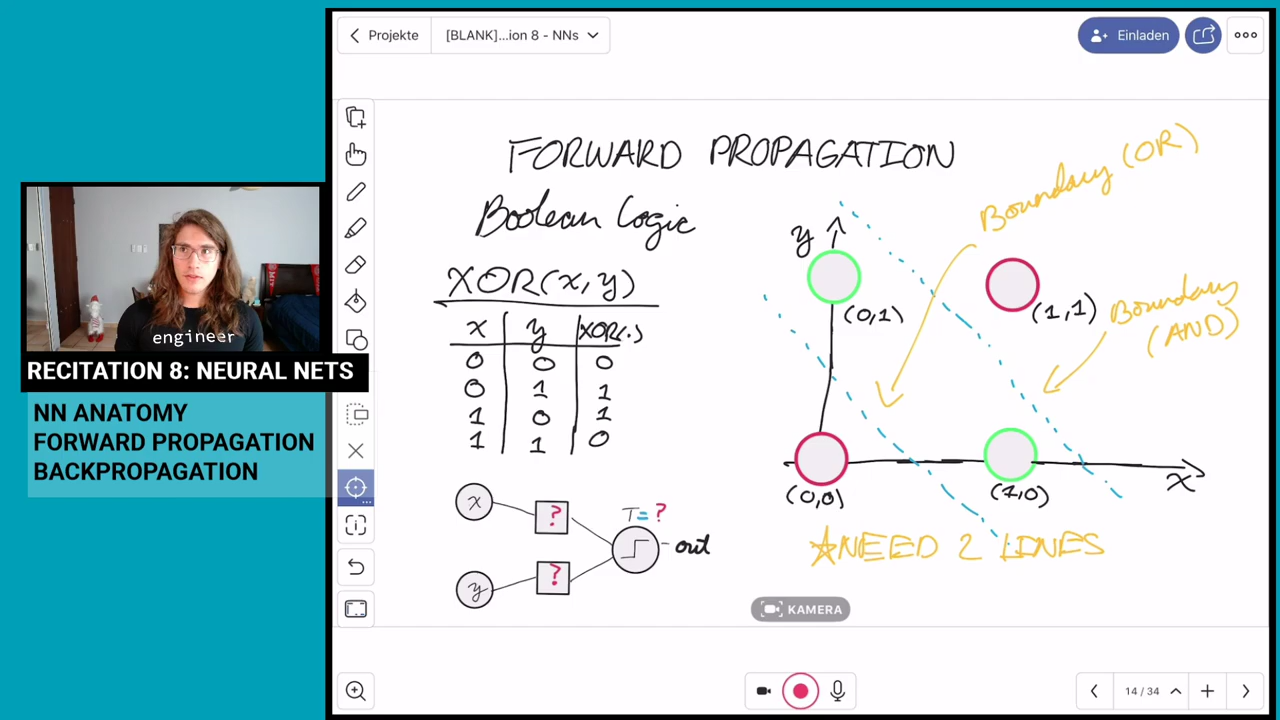 Projekte
[BLANK]...ion 8 - NNs
Einladen
FORWARD PROPAGATION
Boolean Logic
XOR(x,y)
x y XOR(..)
0 0 0
0 1 1
1 0 1
1 1 0
x
?
T=?
out
y
?
y
Boundary (OR)
(0,1)
(1,1)
Boundary
(AND)
(0,0)
(1,0)
x
☆NEED 2 LINES
KAMERA
14 / 34
engineer
RECITATION 8: NEURAL NETS
NN ANATOMY
FORWARD PROPAGATION
BACKPROPAGATION